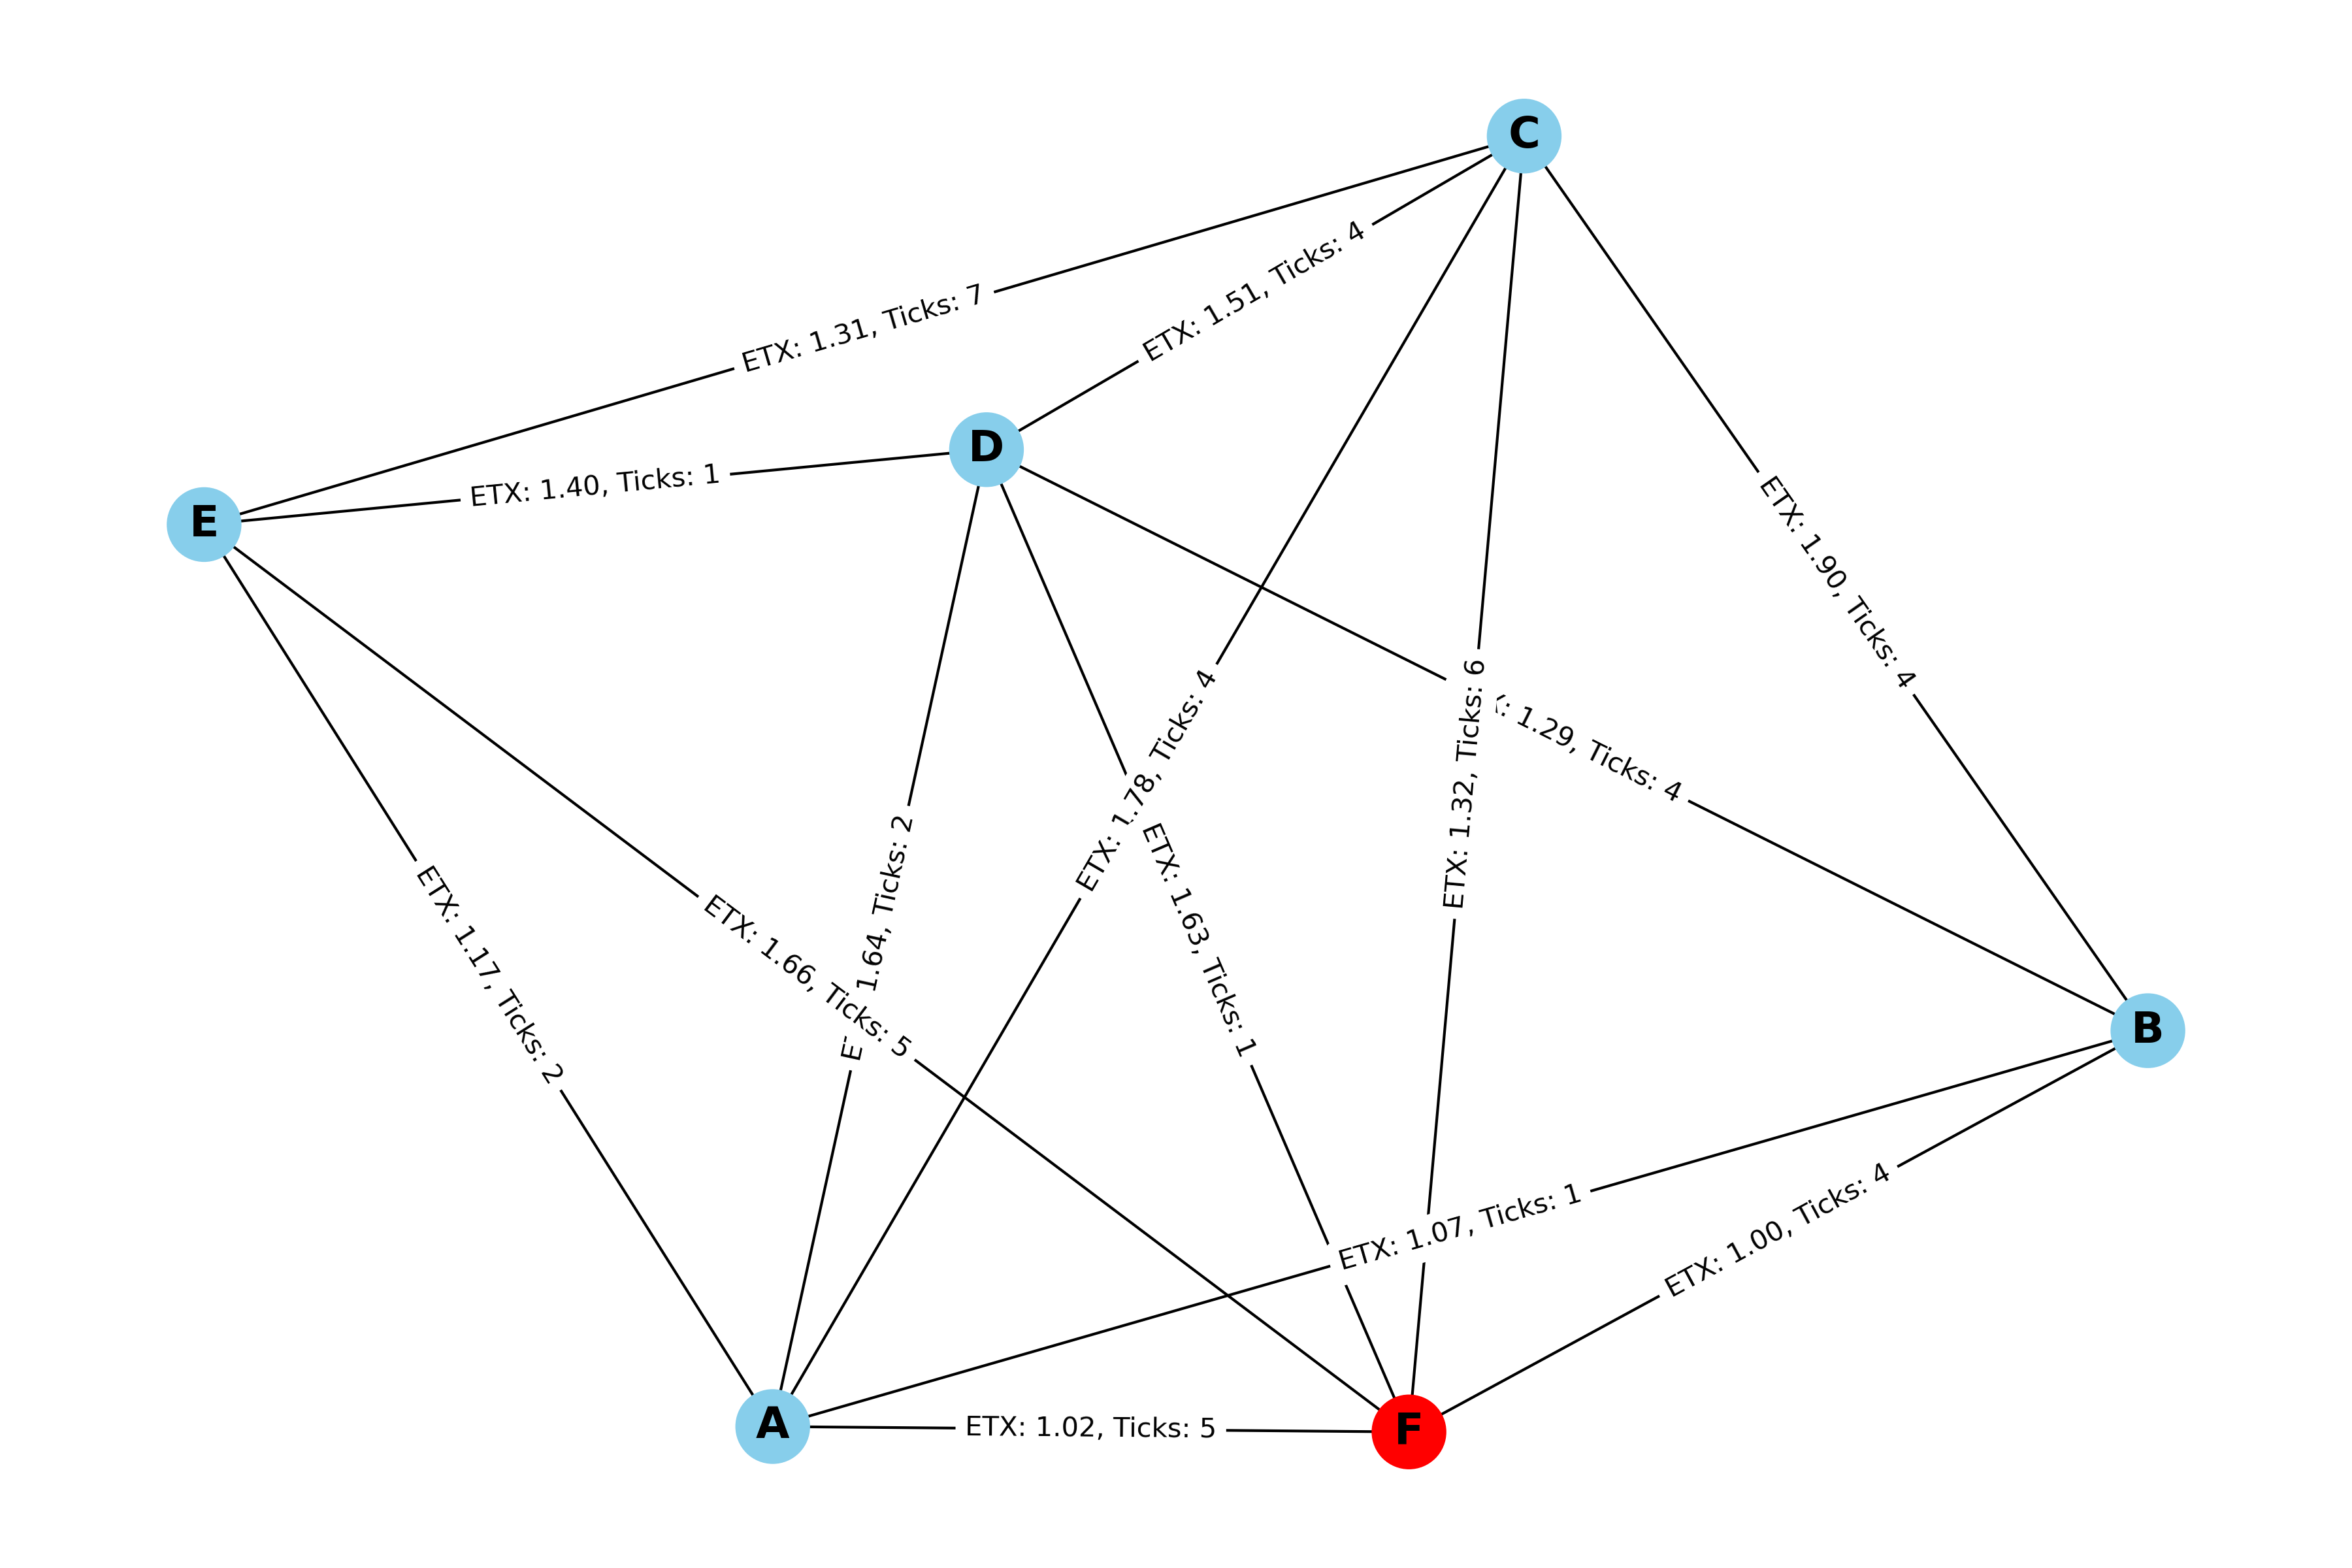 C
ETX: 1.31, Ticks: 7
ETX: 1.51, Ticks: 4
D
ETX: 1.40, Ticks: 1
E
ETX: 1.90, Ticks: 4
ETX: 1.32, Ticks: 6
1.29, Ticks: 4
ETX: 1.78, Ticks: 4
1.64, Ticks: 2
ETX: 1.63, Ticks: 1
ETX: 1.17, Ticks: 2
ETX: 1.66, Ticks: 5
B
ETX: 1.07, Ticks: 1
ETX: 1.00, Ticks: 4
A
ETX: 1.02, Ticks: 5
F